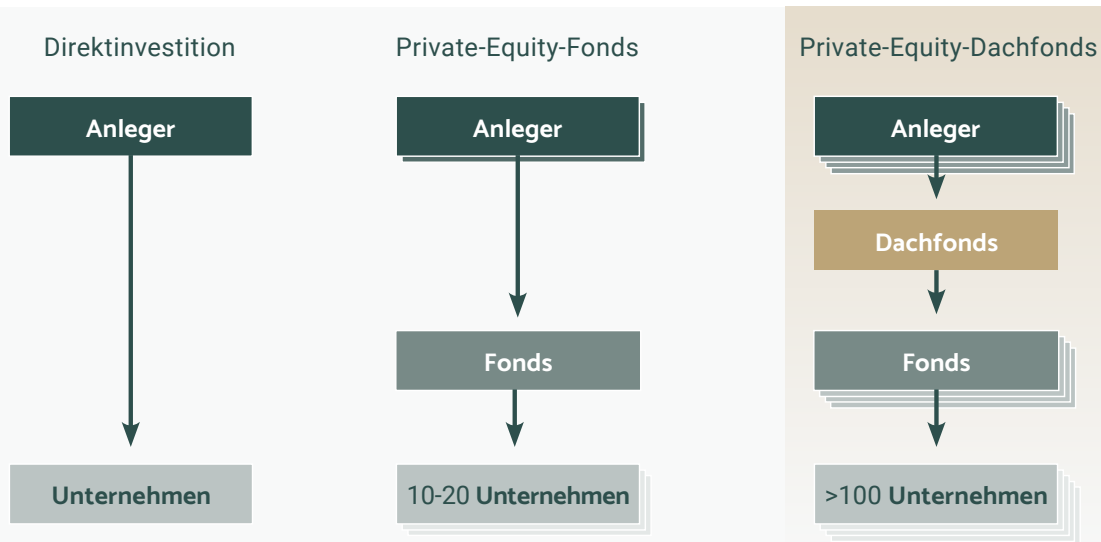 Direktinvestition
Anleger
Unternehmen
Private-Equity-Fonds
Anleger
Fonds
10-20 Unternehmen
Private-Equity-Dachfonds
Anleger
Dachfonds
Fonds
>100 Unternehmen